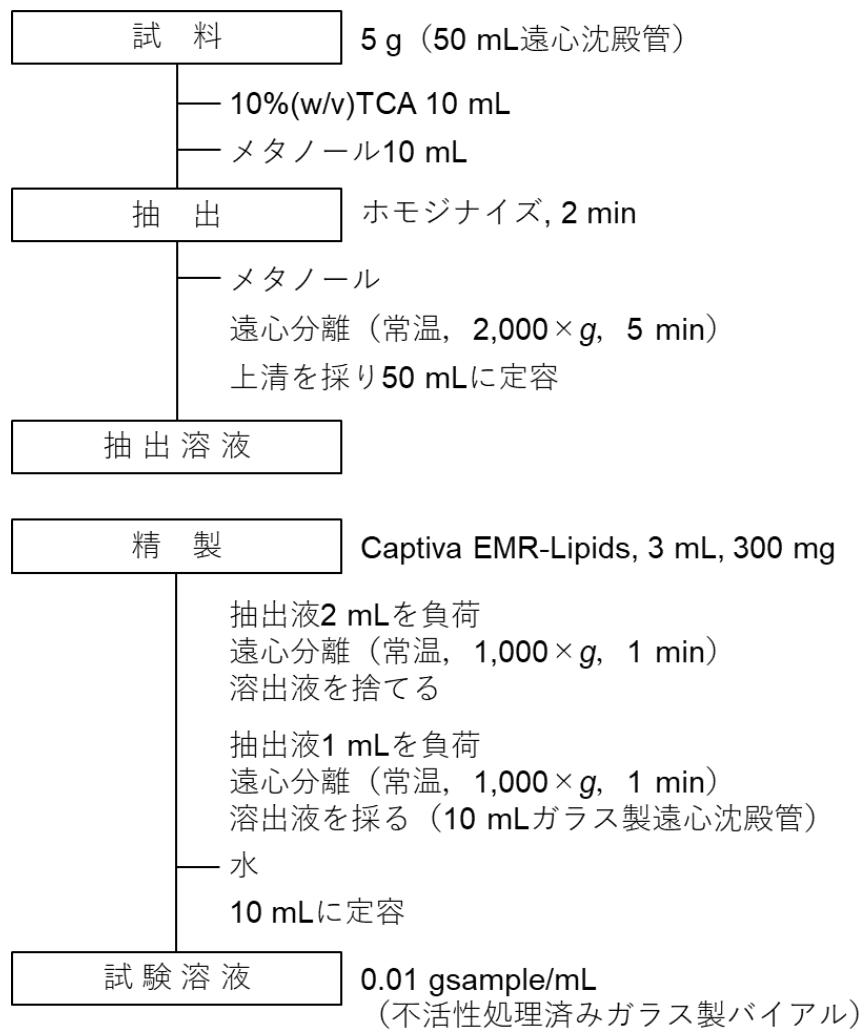 試 料
5 g（50 mL遠心沈殿管）
10%(w/v)TCA 10 mL
メタノール10 mL
抽 出
ホモジナイズ, 2 min
メタノール
遠心分離（常温，2,000×g，5 min）
上清を採り50 mLに定容
抽 出 溶 液
精 製
Captiva EMR-Lipids, 3 mL, 300 mg
抽出液2 mLを負荷
遠心分離（常温，1,000×g，1 min）
溶出液を捨てる
抽出液1 mLを負荷
遠心分離（常温，1,000×g，1 min）
溶出液を採る（10 mLガラス製遠心沈殿管）
水
10 mLに定容
試 験 溶 液
0.01 gsample/mL
（不活性処理済みガラス製バイアル）